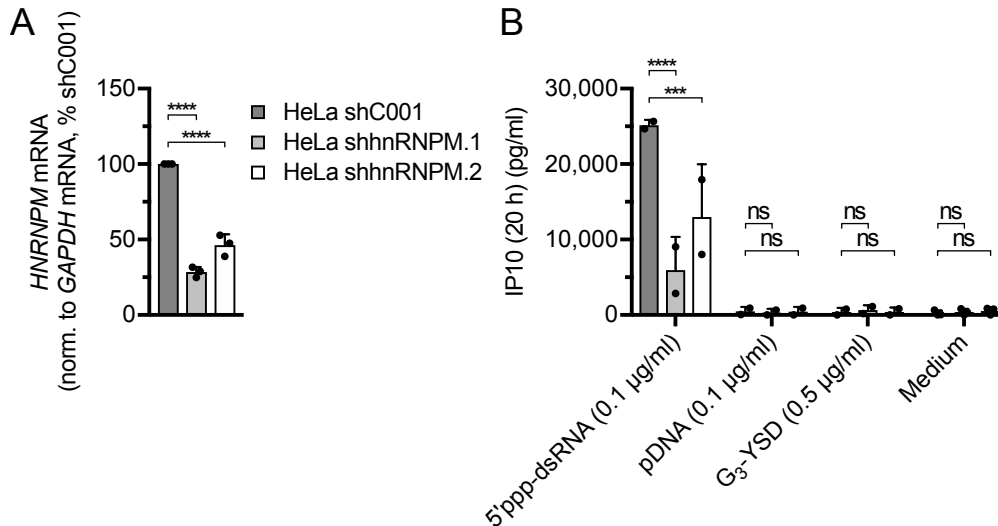 A
HNRNPM mRNA
(norm. to GAPDH mRNA, % shC001)
150
100
50
0
****
****
HeLa shC001
HeLa shhnRNPM.1
HeLa shhnRNPM.2
B
IP10 (20 h) (pg/ml)
30,000
20,000
10,000
0
****
***
ns
ns
ns
ns
ns
ns
5'ppp-dsRNA (0.1 µg/ml)
pDNA (0.1 µg/ml)
G₃-YSD (0.5 µg/ml)
Medium